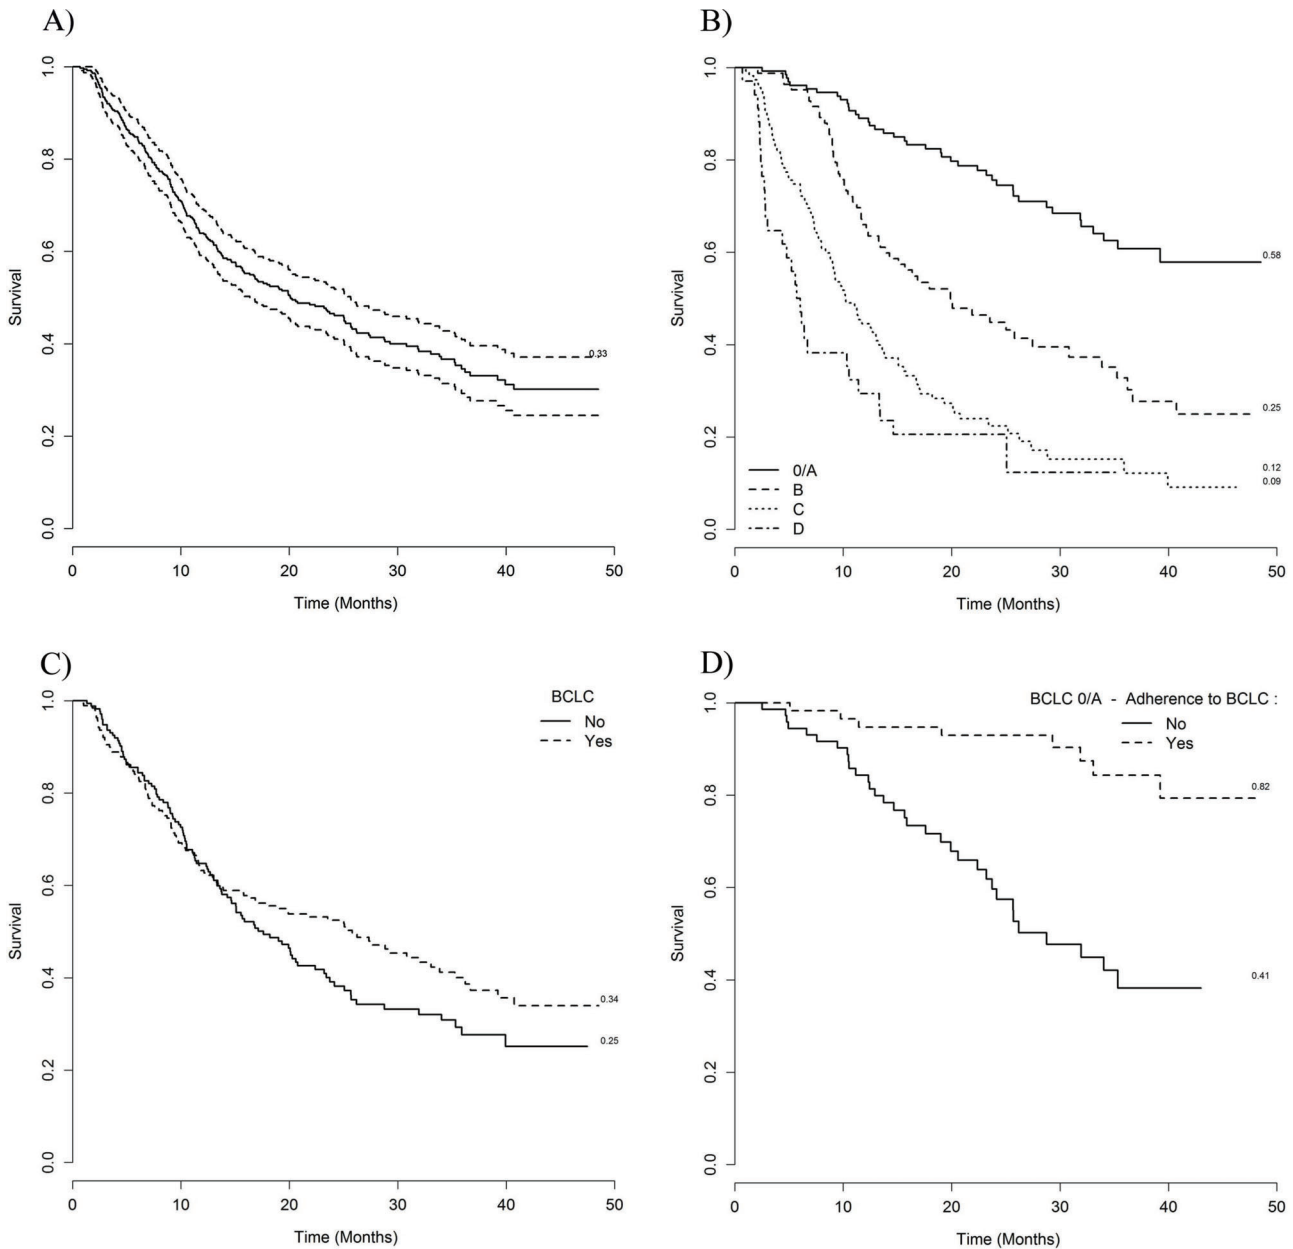 A)
1.0
0.8
0.6
0.4
0.2
0.0
Survival
0.33
0 10 20 30 40 50
Time (Months)
B)
1.0
0.8
0.6
0.4
0.2
0.0
Survival
0.58
0.25
0.12
0.09
0/A
B
C
D
0 10 20 30 40 50
Time (Months)
C)
1.0
0.8
0.6
0.4
0.2
0.0
Survival
BCLC
No
Yes
0.34
0.25
0 10 20 30 40 50
Time (Months)
D)
1.0
0.8
0.6
0.4
0.2
0.0
Survival
BCLC 0/A - Adherence to BCLC :
No
Yes
0.82
0.41
0 10 20 30 40 50
Time (Months)